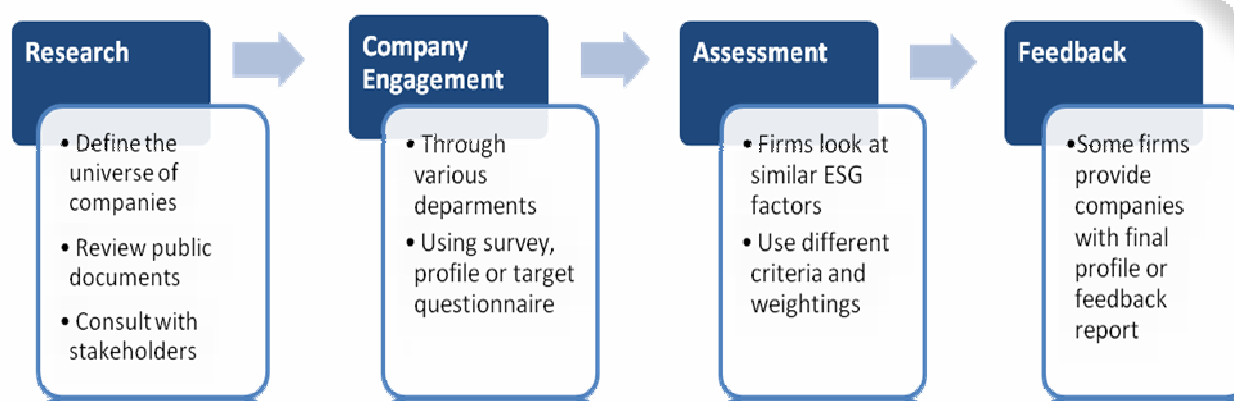 Research
• Define the
universe of
companies
• Review public
documents
• Consult with
stakeholders
Company
Engagement
• Through
various
deparments
• Using survey,
profile or target
questionnaire
Assessment
• Firms look at
similar ESG
factors
• Use different
criteria and
weightings
Feedback
•Some firms
provide
companies
with final
profile or
feedback
report